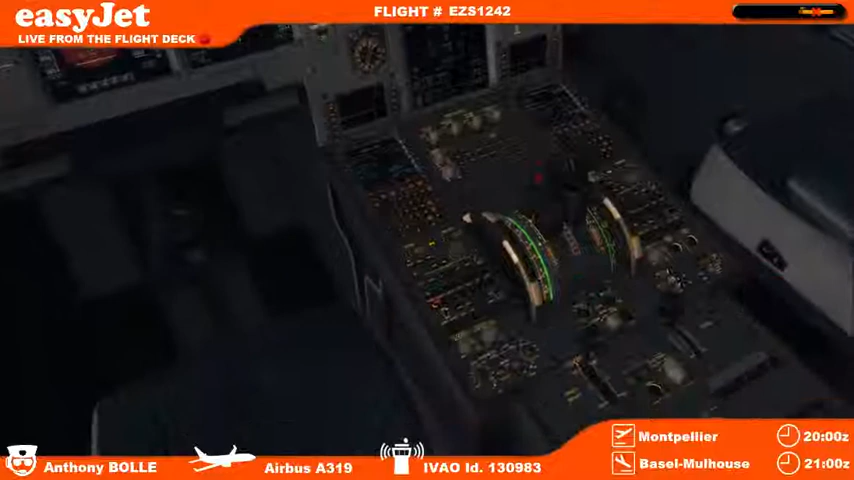 easyJet
FLIGHT # EZS1242
LIVE FROM THE FLIGHT DECK
Montpellier
20:00z
Anthony BOLLE
Airbus A319
IVAO Id. 130983
Basel-Mulhouse
21:00z